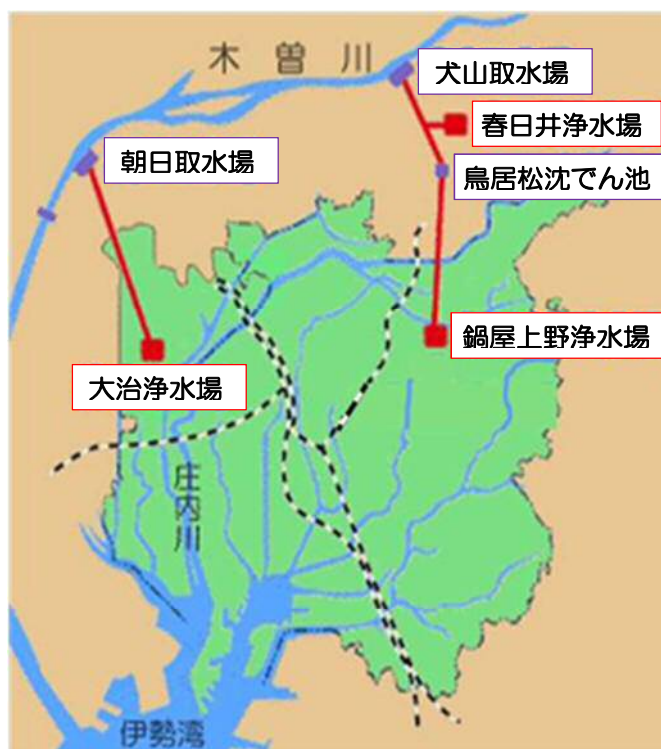 木曽川
犬山取水場
春日井浄水場
朝日取水場
鳥居松沈でん池
鍋屋上野浄水場
大治浄水場
庄内川
伊勢湾